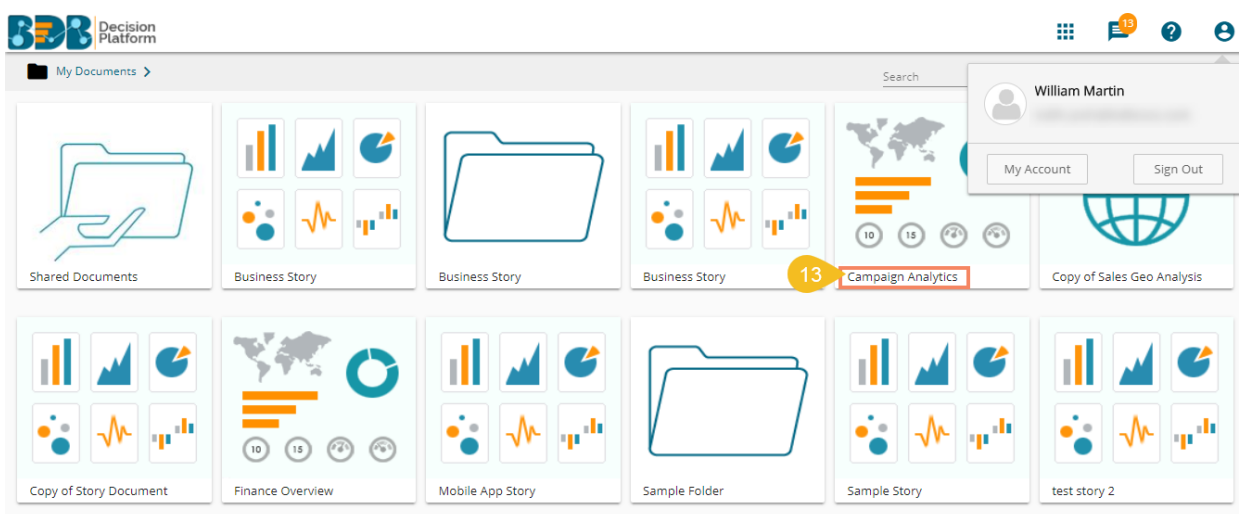 BDB Decision
Platform
13
My Documents
Search
William Martin
My Account
Sign Out
10 15
10 15
Shared Documents
Business Story
Business Story
Business Story
13
Campaign Analytics
Copy of Sales Geo Analysis
Copy of Story Document
Finance Overview
Mobile App Story
Sample Folder
Sample Story
test story 2